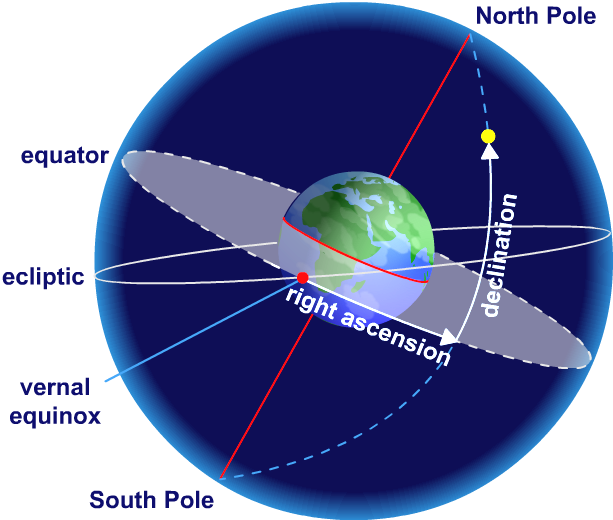 North Pole
equator
declination
ecliptic
right ascension
vernal
equinox
South Pole